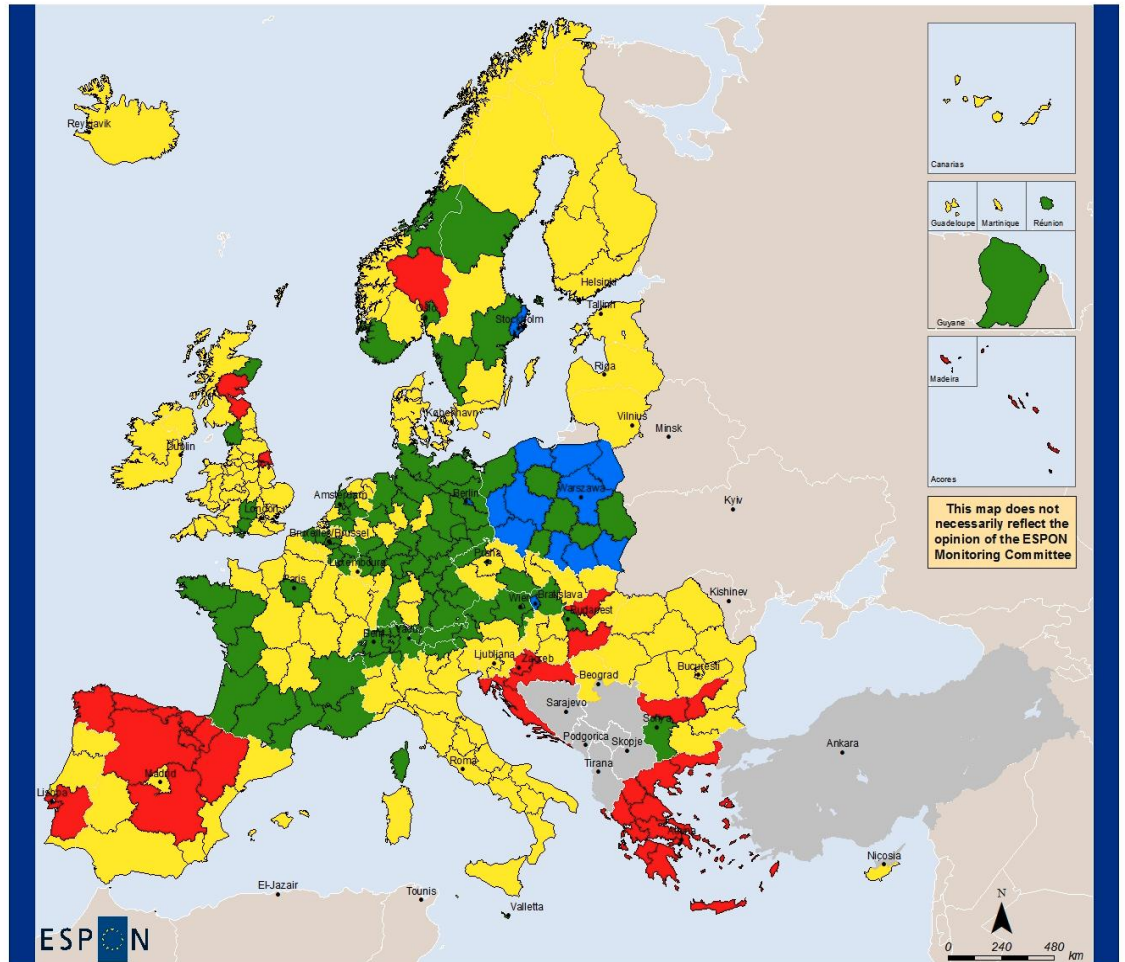 Reykjavik
Canarias
Guadeloupe
Martinique
Réunion
Guyane
Madeira
Acores
This map does not
necessarily reflect the
opinion of the ESPON
Monitoring Committee
Helsinki
Tallinn
Oslo
Stockholm
Riga
København
Vilnius
Minsk
Dublin
Amsterdam
Berlin
Warszawa
London
Kyiv
Bruxelles/Brussel
Luxembourg
Praha
Paris
Kishinev
Wien
Bratislava
Budapest
Bern
Vaduz
Ljubljana
Zagreb
Bucuresti
Beograd
Sarajevo
Sofiya
Podgorica
Skopje
Tirana
Ankara
Roma
Madrid
Lisboa
Nicosia
El-Jazair
Tounis
Valletta
N
ESPON
0 240 480
km